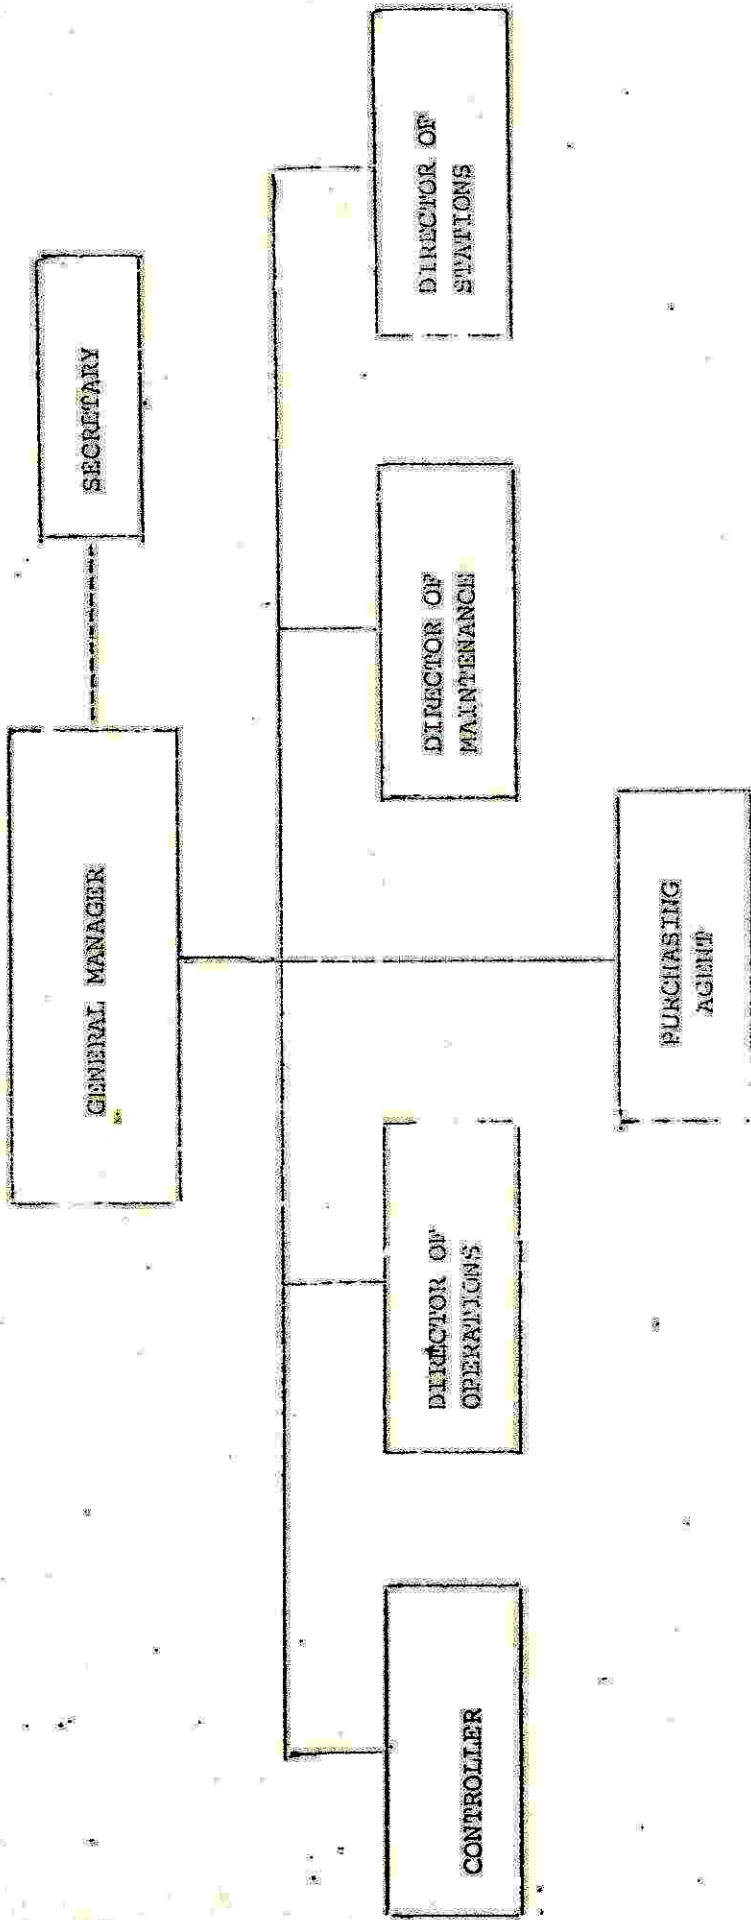 GENERAL MANAGER
SECRETARY
CONTROLLER
DIRECTOR OF
OPERATIONS
DIRECTOR OF
MAINTENANCE
DIRECTOR OF
STATIONS
PURCHASING
AGENT